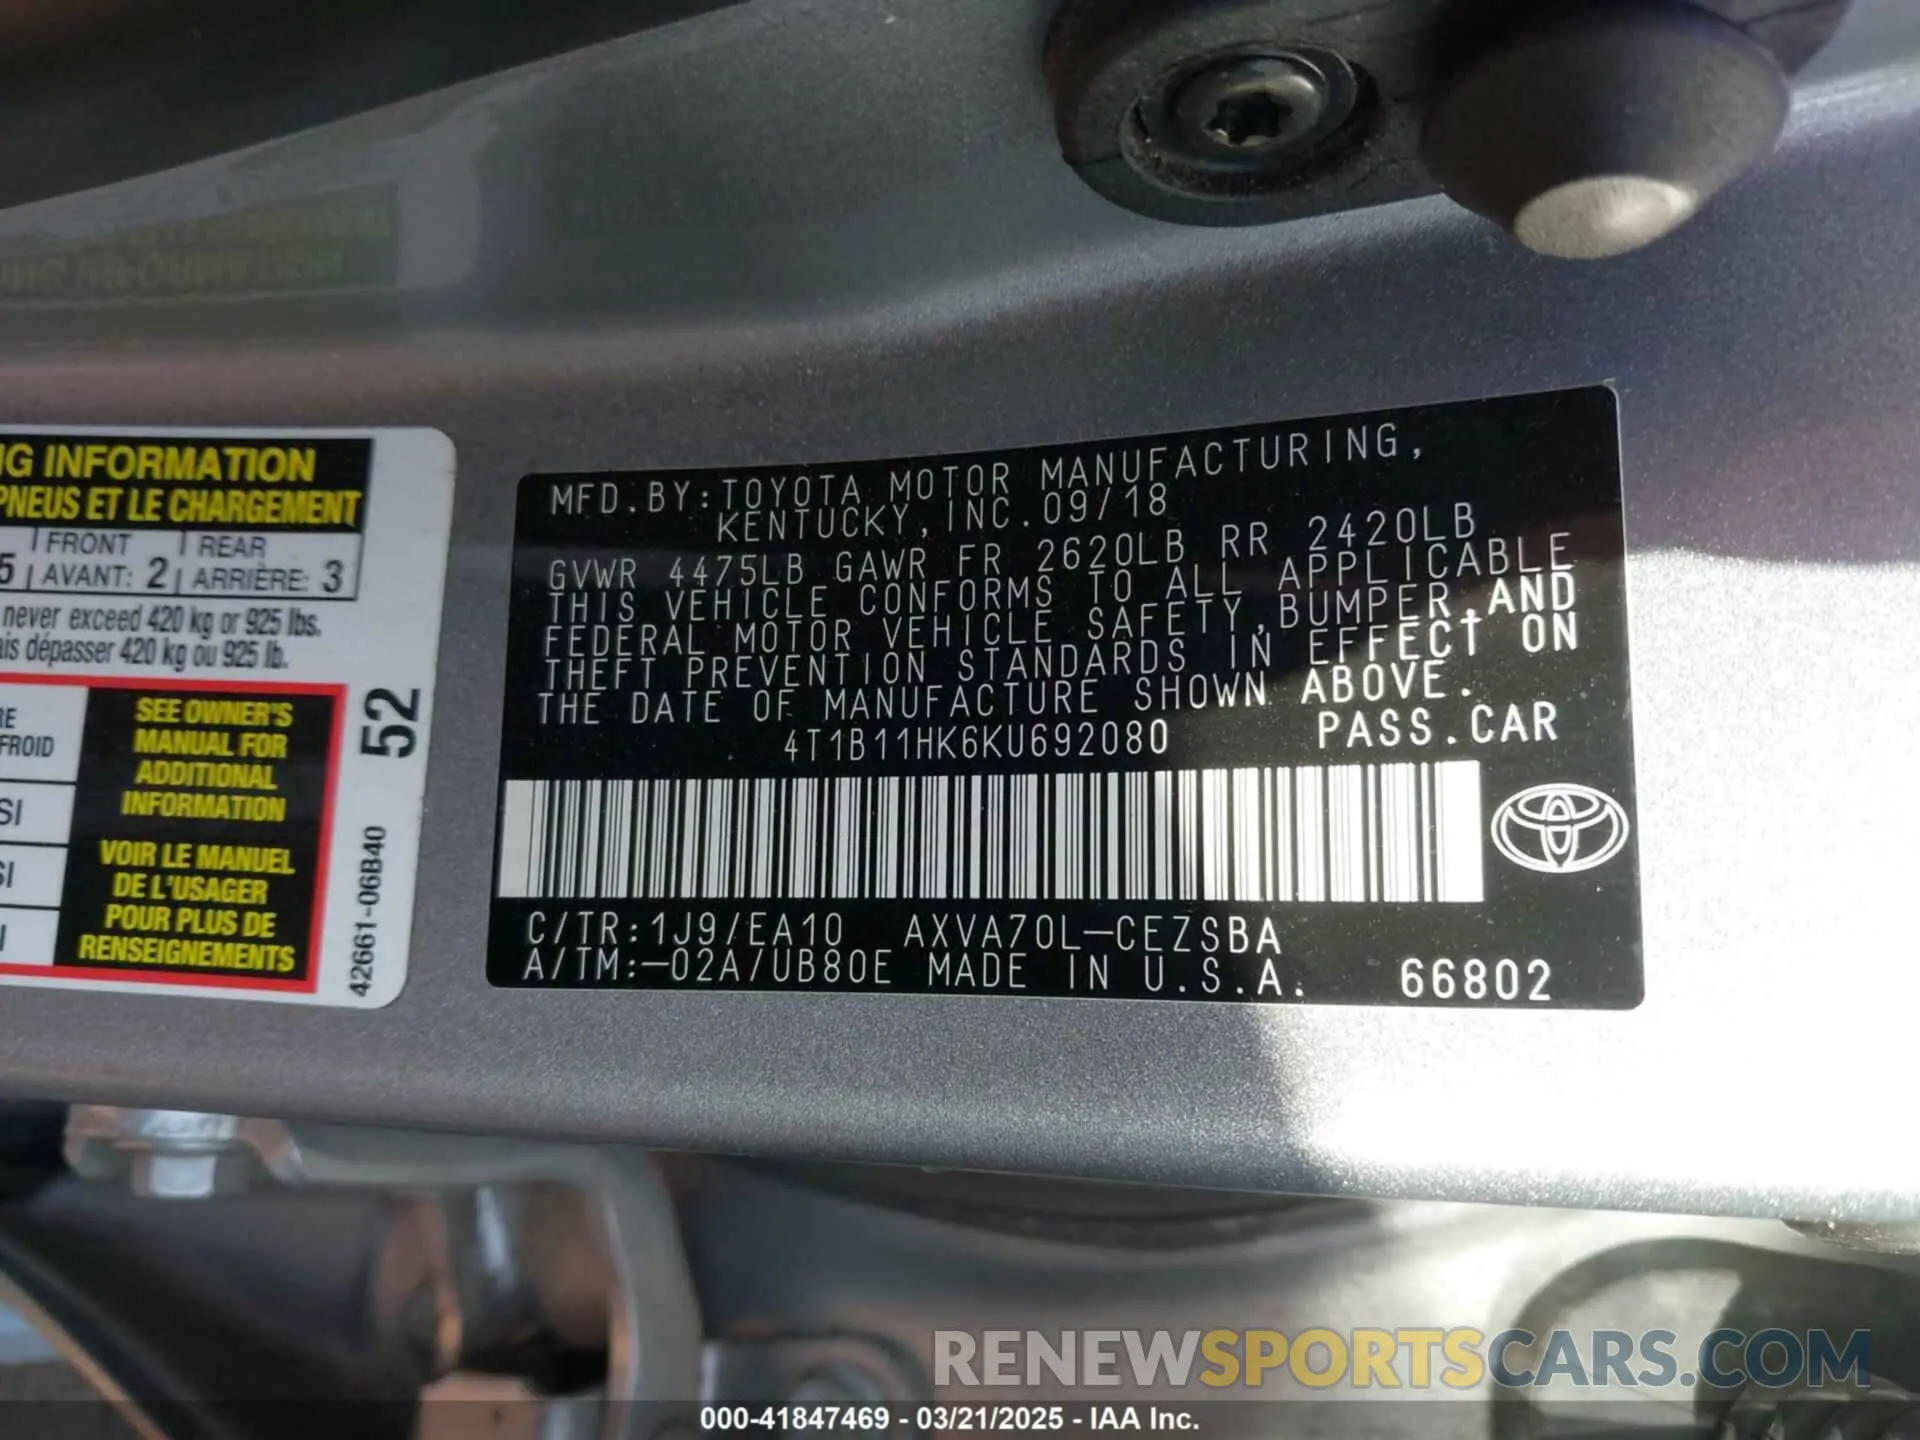 G INFORMATION
PNEUS ET LE CHARGEMENT
5 FRONT REAR
AVANT: 2 ARRIÈRE: 3
never exceed 420 kg or 925 lbs.
dépasser 420 kg ou 925 lb.
FROID
SEE OWNER'S
MANUAL FOR
ADDITIONAL
INFORMATION
VOIR LE MANUEL
DE L'USAGER
POUR PLUS DE
RENSEIGNEMENTS
52
42661-06B40
MFD.BY:TOYOTA MOTOR MANUFACTURING,
KENTUCKY,INC.09/18
GVWR 4475LB GAWR FR 2620LB RR 2420LB
THIS VEHICLE CONFORMS TO ALL APPLICABLE
FEDERAL MOTOR VEHICLE SAFETY,BUMPER,AND
THEFT PREVENTION STANDARDS IN EFFECT ON
THE DATE OF MANUFACTURE SHOWN ABOVE.
4T1B11HK6KU692080 PASS.CAR
C/TR:1J9/EA10 AXVA70L-CEZSBA
A/TM:-02A/UB80E MADE IN U.S.A. 66802
RENEWSPORTSCARS.COM
000-41847469 - 03/21/2025 - IAA Inc.